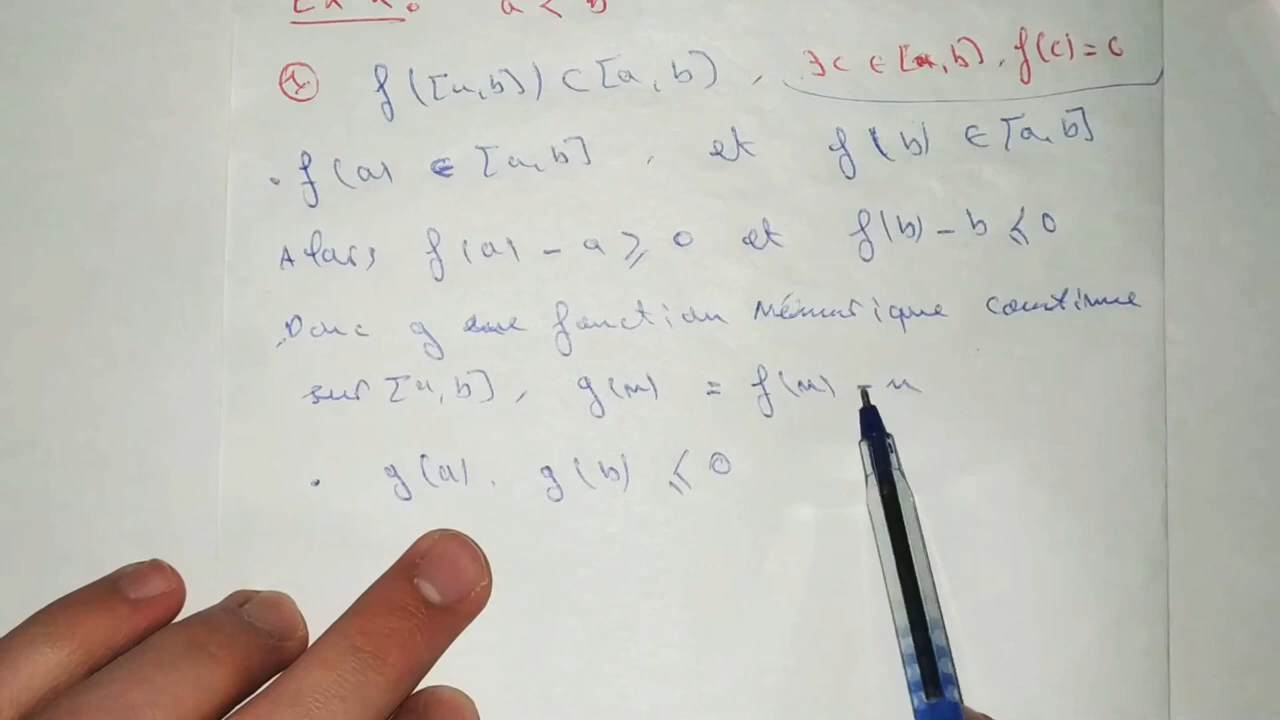 a < b
① f([a,b]) ⊂ [a,b], ∃c ∈ [a,b], f(c) = c
• f(a) ∈ [a,b], et f(b) ∈ [a,b]
Alors f(a) - a ⩾ 0 et f(b) - b ⩽ 0
Donc g une fonction Numérique continue
sur [a,b], g(x) = f(x) - x
• g(a) . g(b) ⩽ 0